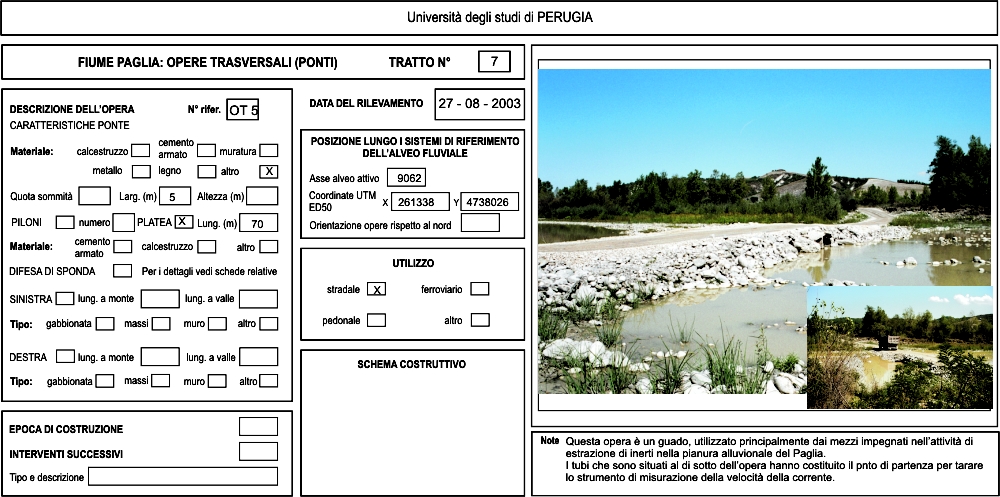 Università degli studi di PERUGIA
FIUME PAGLIA: OPERE TRASVERSALI (PONTI) TRATTO N° 7
DESCRIZIONE DELL'OPERA N° rifer. OT 5
CARATTERISTICHE PONTE
Materiale: calcestruzzo cemento armato muratura
metallo legno altro X
Quota sommità Larg. (m) 5 Altezza (m)
PILONI numero PLATEA X Lung. (m) 70
Materiale: cemento armato calcestruzzo altro
DIFESA DI SPONDA Per i dettagli vedi schede relative
SINISTRA lung. a monte lung. a valle
Tipo: gabbionata massi muro altro
DESTRA lung. a monte lung. a valle
Tipo: gabbionata massi muro altro
EPOCA DI COSTRUZIONE
INTERVENTI SUCCESSIVI
Tipo e descrizione
DATA DEL RILEVAMENTO 27 - 08 - 2003
POSIZIONE LUNGO I SISTEMI DI RIFERIMENTO
DELL'ALVEO FLUVIALE
Asse alveo attivo 9062
Coordinate UTM ED50 X 261338 Y 4738026
Orientazione opere rispetto al nord
UTILIZZO
stradale X ferroviario
pedonale altro
SCHEMA COSTRUTTIVO
Note Questa opera è un guado, utilizzato principalmente dai mezzi impegnati nell'attività di
estrazione di inerti nella pianura alluvionale del Paglia.
I tubi che sono situati al di sotto dell'opera hanno costituito il pnto di partenza per tarare
lo strumento di misurazione della velocità della corrente.